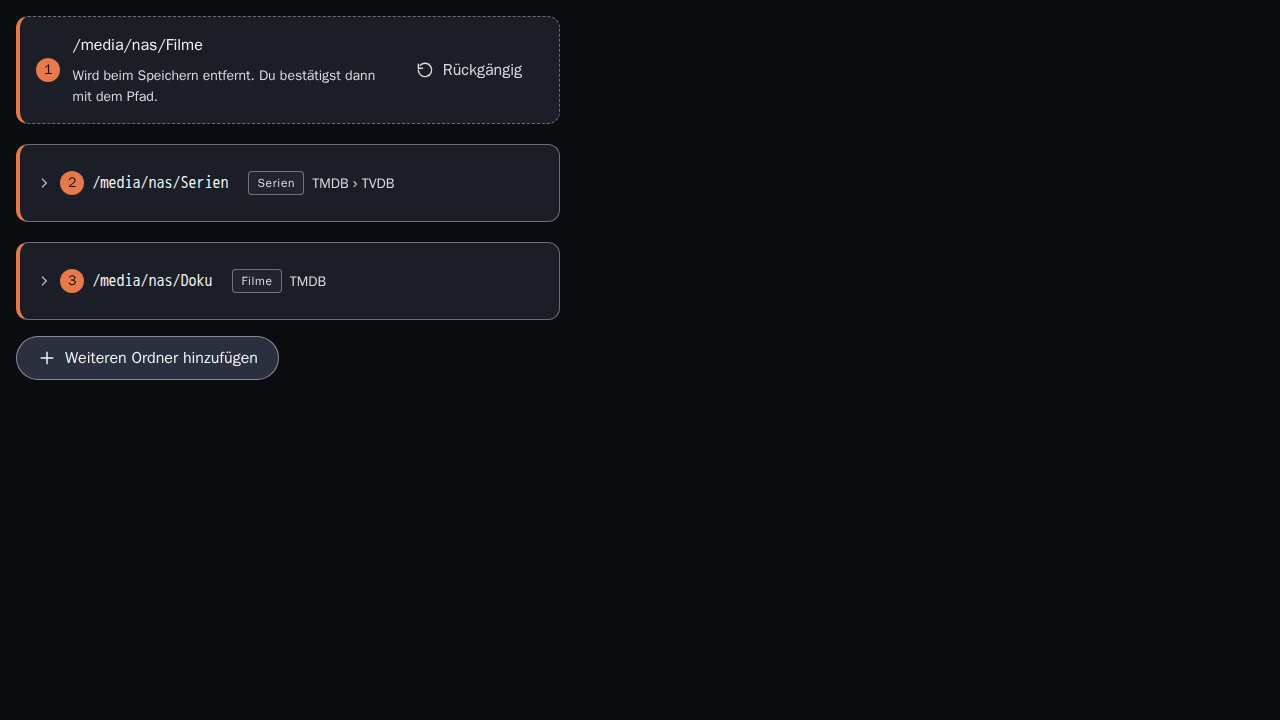 /media/nas/Filme
1
Wird beim Speichern entfernt. Du bestätigst dann
mit dem Pfad.
Rückgängig
2 /media/nas/Serien Serien TMDB › TVDB
3 /media/nas/Doku Filme TMDB
Weiteren Ordner hinzufügen